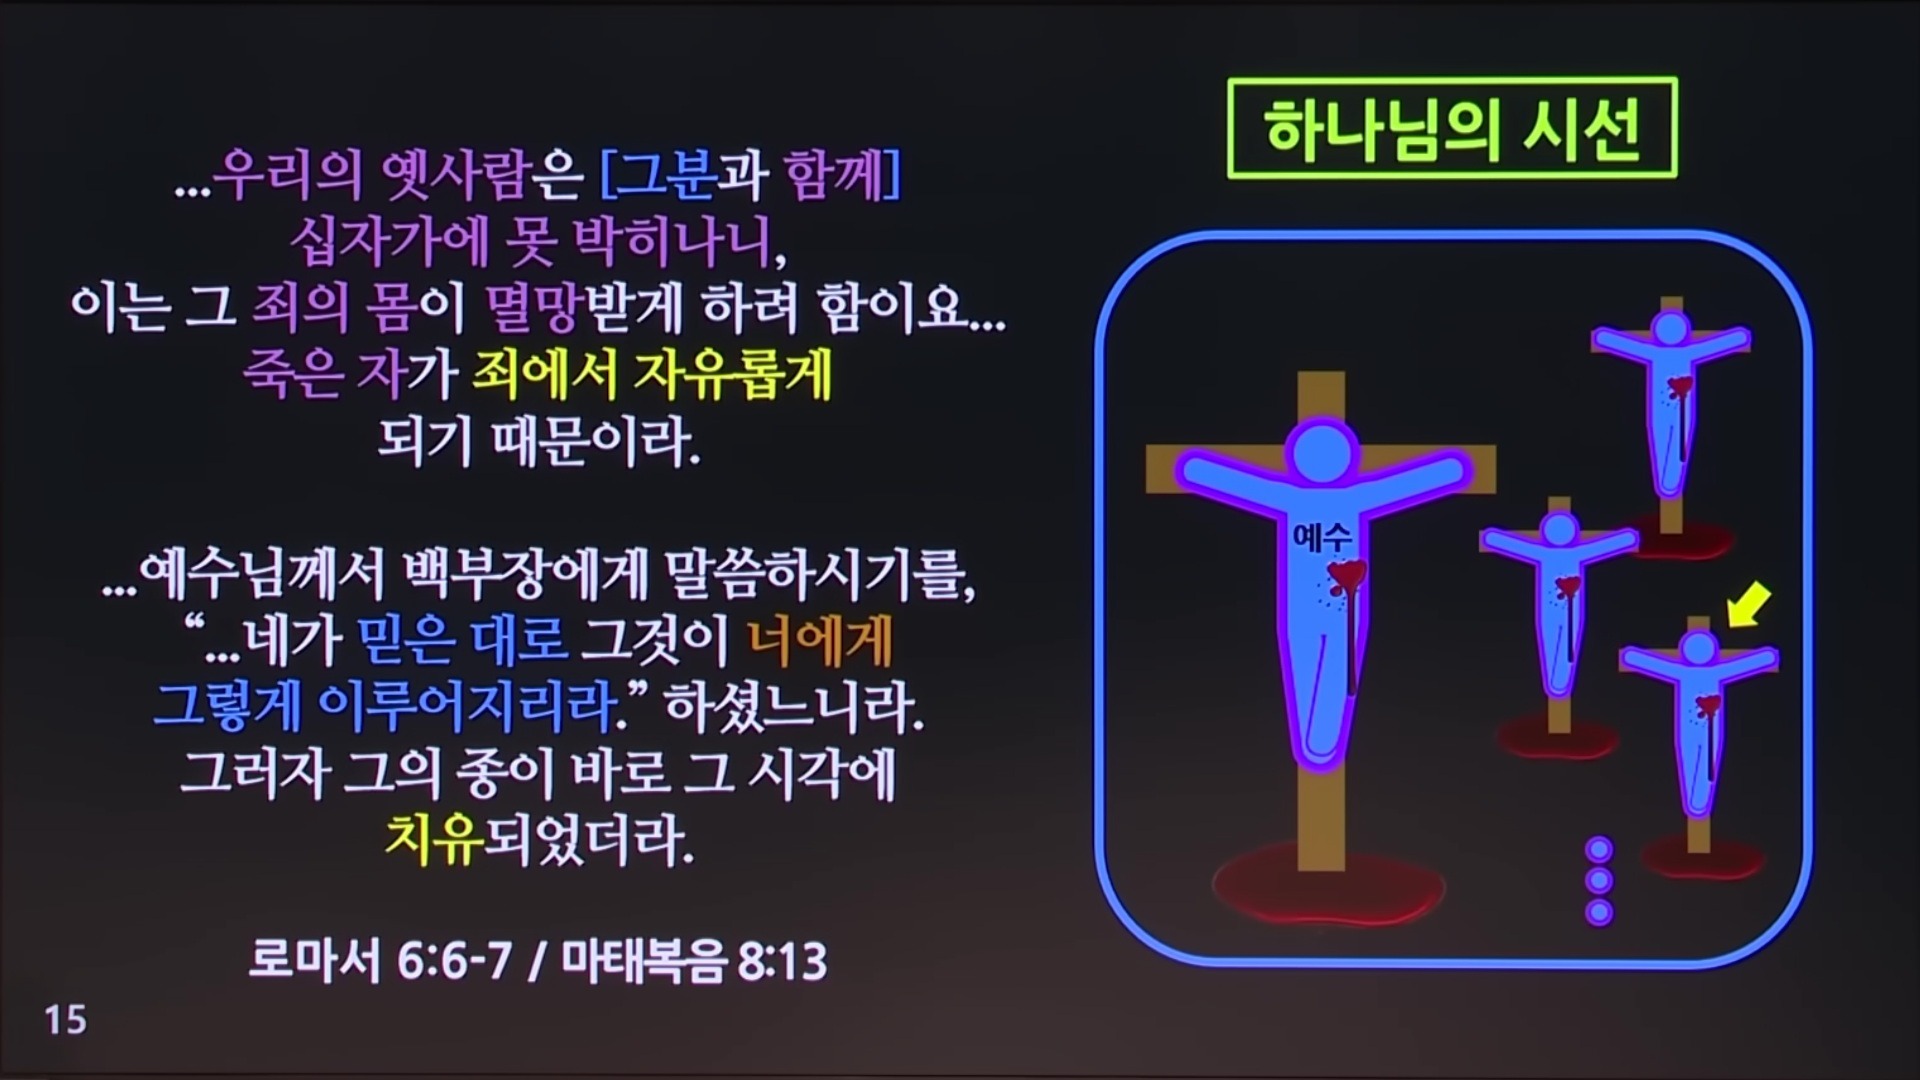 하나님의 시선
...우리의 옛사람은 [그분과 함께]
십자가에 못 박히나니,
이는 그 죄의 몸이 멸망받게 하려 함이요...
죽은 자가 죄에서 자유롭게
되기 때문이라.
...예수님께서 백부장에게 말씀하시기를,
“...네가 믿은 대로 그것이 너에게
그렇게 이루어지리라.” 하셨느니라.
그러자 그의 종이 바로 그 시각에
치유되었더라.
로마서 6:6-7 / 마태복음 8:13
15
예수